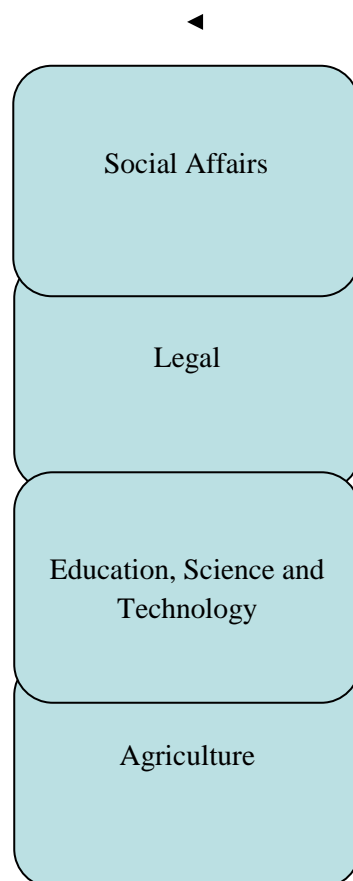 Social Affairs
Legal
Education, Science and
Technology
Agriculture